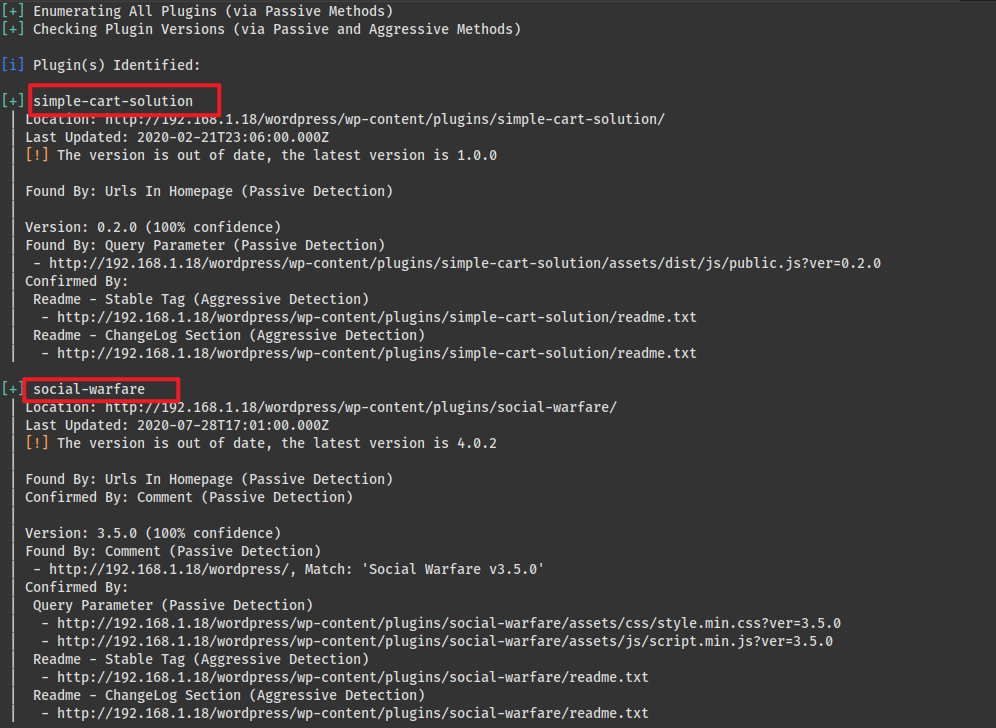 [+] Enumerating All Plugins (via Passive Methods)
[+] Checking Plugin Versions (via Passive and Aggressive Methods)
[i] Plugin(s) Identified:
[+] simple-cart-solution
| Location: http://192.168.1.18/wordpress/wp-content/plugins/simple-cart-solution/
| Last Updated: 2020-02-21T23:06:00.000Z
| [!] The version is out of date, the latest version is 1.0.0
|
| Found By: Urls In Homepage (Passive Detection)
|
| Version: 0.2.0 (100% confidence)
| Found By: Query Parameter (Passive Detection)
|  - http://192.168.1.18/wordpress/wp-content/plugins/simple-cart-solution/assets/dist/js/public.js?ver=0.2.0
| Confirmed By:
|  Readme - Stable Tag (Aggressive Detection)
|   - http://192.168.1.18/wordpress/wp-content/plugins/simple-cart-solution/readme.txt
|  Readme - ChangeLog Section (Aggressive Detection)
|   - http://192.168.1.18/wordpress/wp-content/plugins/simple-cart-solution/readme.txt
[+] social-warfare
| Location: http://192.168.1.18/wordpress/wp-content/plugins/social-warfare/
| Last Updated: 2020-07-28T17:01:00.000Z
| [!] The version is out of date, the latest version is 4.0.2
|
| Found By: Urls In Homepage (Passive Detection)
| Confirmed By: Comment (Passive Detection)
|
| Version: 3.5.0 (100% confidence)
| Found By: Comment (Passive Detection)
|  - http://192.168.1.18/wordpress/, Match: 'Social Warfare v3.5.0'
| Confirmed By:
|  Query Parameter (Passive Detection)
|   - http://192.168.1.18/wordpress/wp-content/plugins/social-warfare/assets/css/style.min.css?ver=3.5.0
|   - http://192.168.1.18/wordpress/wp-content/plugins/social-warfare/assets/js/script.min.js?ver=3.5.0
|  Readme - Stable Tag (Aggressive Detection)
|   - http://192.168.1.18/wordpress/wp-content/plugins/social-warfare/readme.txt
|  Readme - ChangeLog Section (Aggressive Detection)
|   - http://192.168.1.18/wordpress/wp-content/plugins/social-warfare/readme.txt